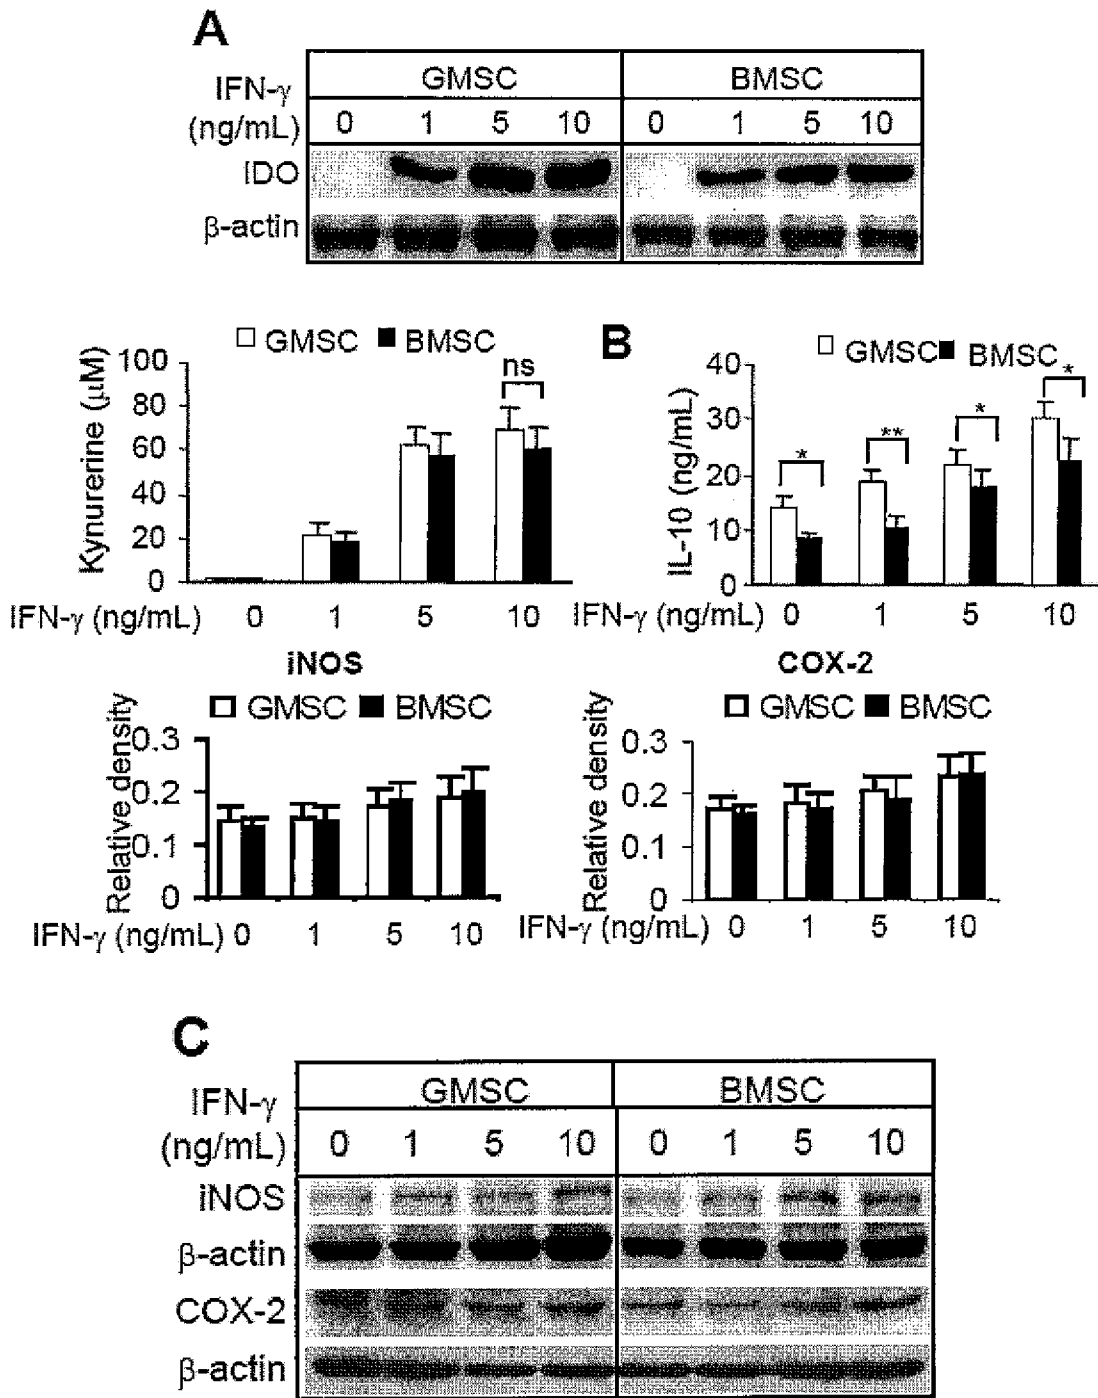 A
IFN-γ
(ng/mL)
GMSC BMSC
0 1 5 10 0 1 5 10
IDO
β-actin
GMSC BMSC
Kynurerine (μM)
100
80
60
40
20
0
ns
IFN-γ (ng/mL) 0 1 5 10
B
GMSC BMSC
IL-10 (ng/mL)
40
30
20
10
0
* ** * *
IFN-γ (ng/mL) 0 1 5 10
iNOS
GMSC BMSC
Relative density
0.3
0.2
0.1
0
IFN-γ (ng/mL) 0 1 5 10
COX-2
GMSC BMSC
Relative density
0.3
0.2
0.1
0
IFN-γ (ng/mL) 0 1 5 10
C
IFN-γ
(ng/mL)
GMSC BMSC
0 1 5 10 0 1 5 10
iNOS
β-actin
COX-2
β-actin